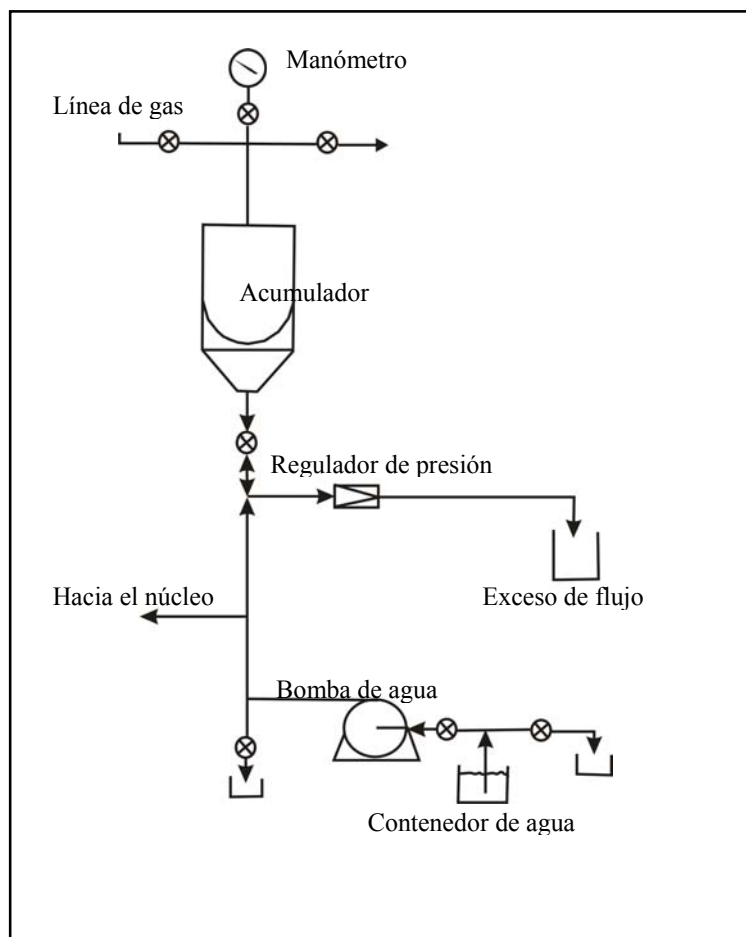 Manómetro
Línea de gas
Acumulador
Regulador de presión
Hacia el núcleo
Exceso de flujo
Bomba de agua
Contenedor de agua